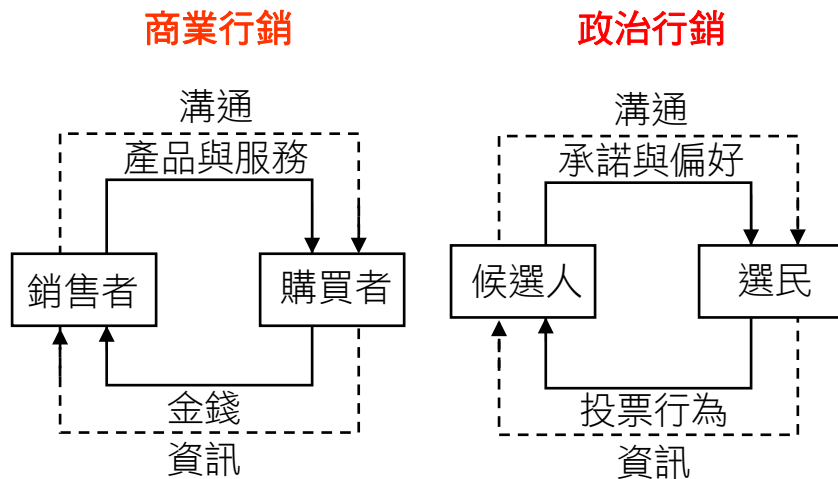 商業行銷
溝通
產品與服務
銷售者
購買者
金錢
資訊
政治行銷
溝通
承諾與偏好
候選人
選民
投票行為
資訊